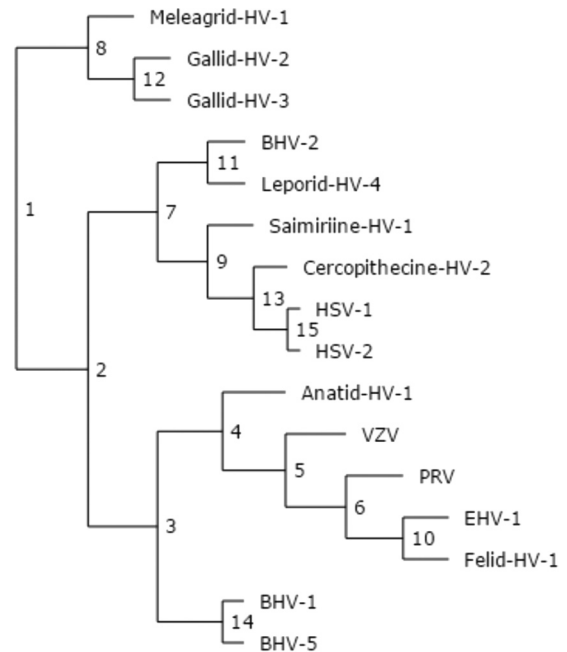 Meleagrid-HV-1
8
Gallid-HV-2
12
Gallid-HV-3
BHV-2
11
Leporid-HV-4
1
7
Saimiriine-HV-1
9
Cercopithecine-HV-2
13
HSV-1
15
HSV-2
2
Anatid-HV-1
4
VZV
5
PRV
6
EHV-1
3
10
Felid-HV-1
BHV-1
14
BHV-5